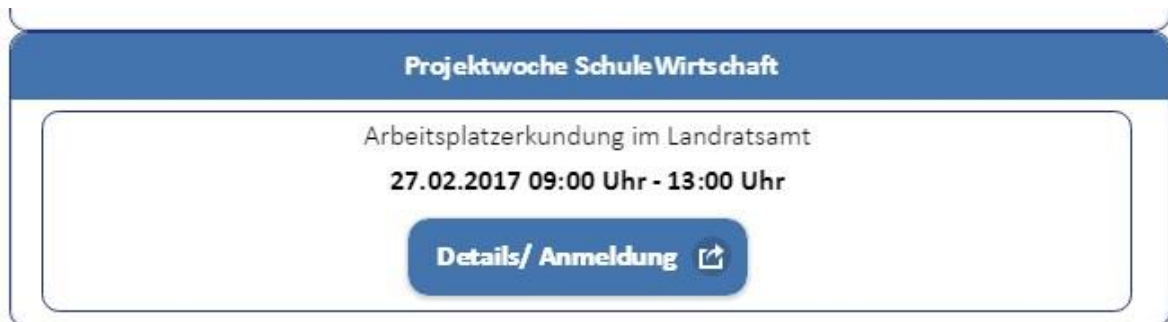 Projektwoche SchuleWirtschaft
Arbeitsplatzerkundung im Landratsamt
27.02.2017 09:00 Uhr - 13:00 Uhr
Details/ Anmeldung